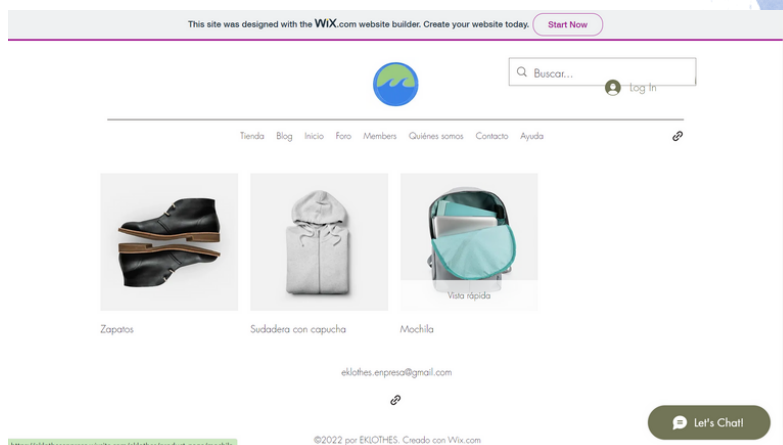 This site was designed with the WiX.com website builder. Create your website today. Start Now
Buscar...
Log In
Tienda Blog Inicio Foro Members Quiénes somos Contacto Ayuda
Vista rápida
Zapatos Sudadera con capucha Mochila
eklothes.enpresa@gmail.com
Let's Chat!
©2022 por EKLOTHES. Creado con Wix.com